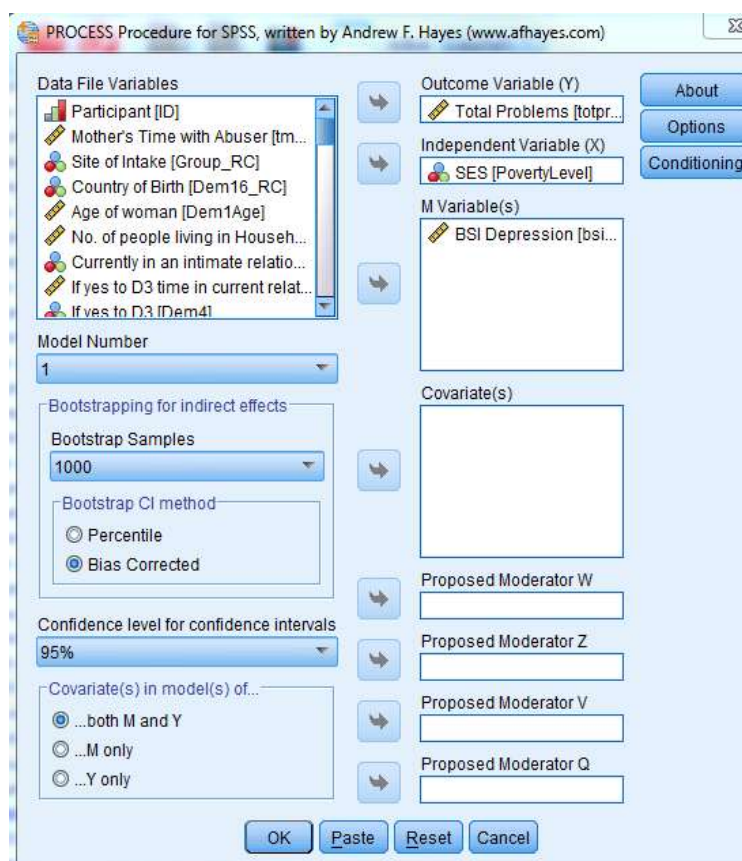 PROCESS Procedure for SPSS, written by Andrew F. Hayes (www.afhayes.com)
Data File Variables
Participant [ID]
Mother's Time with Abuser [tm...
Site of Intake [Group_RC]
Country of Birth [Dem16_RC]
Age of woman [Dem1Age]
No. of people living in Househ...
Currently in an intimate relatio...
If yes to D3 time in current relat...
If yes to D3 [Dem4]
Model Number
1
Bootstrapping for indirect effects
Bootstrap Samples
1000
Bootstrap CI method
Percentile
Bias Corrected
Confidence level for confidence intervals
95%
Covariate(s) in model(s) of...
...both M and Y
...M only
...Y only
Outcome Variable (Y)
Total Problems [totpr...
Independent Variable (X)
SES [PovertyLevel]
M Variable(s)
BSI Depression [bsi...
Covariate(s)
Proposed Moderator W
Proposed Moderator Z
Proposed Moderator V
Proposed Moderator Q
About
Options
Conditioning
OK
Paste
Reset
Cancel